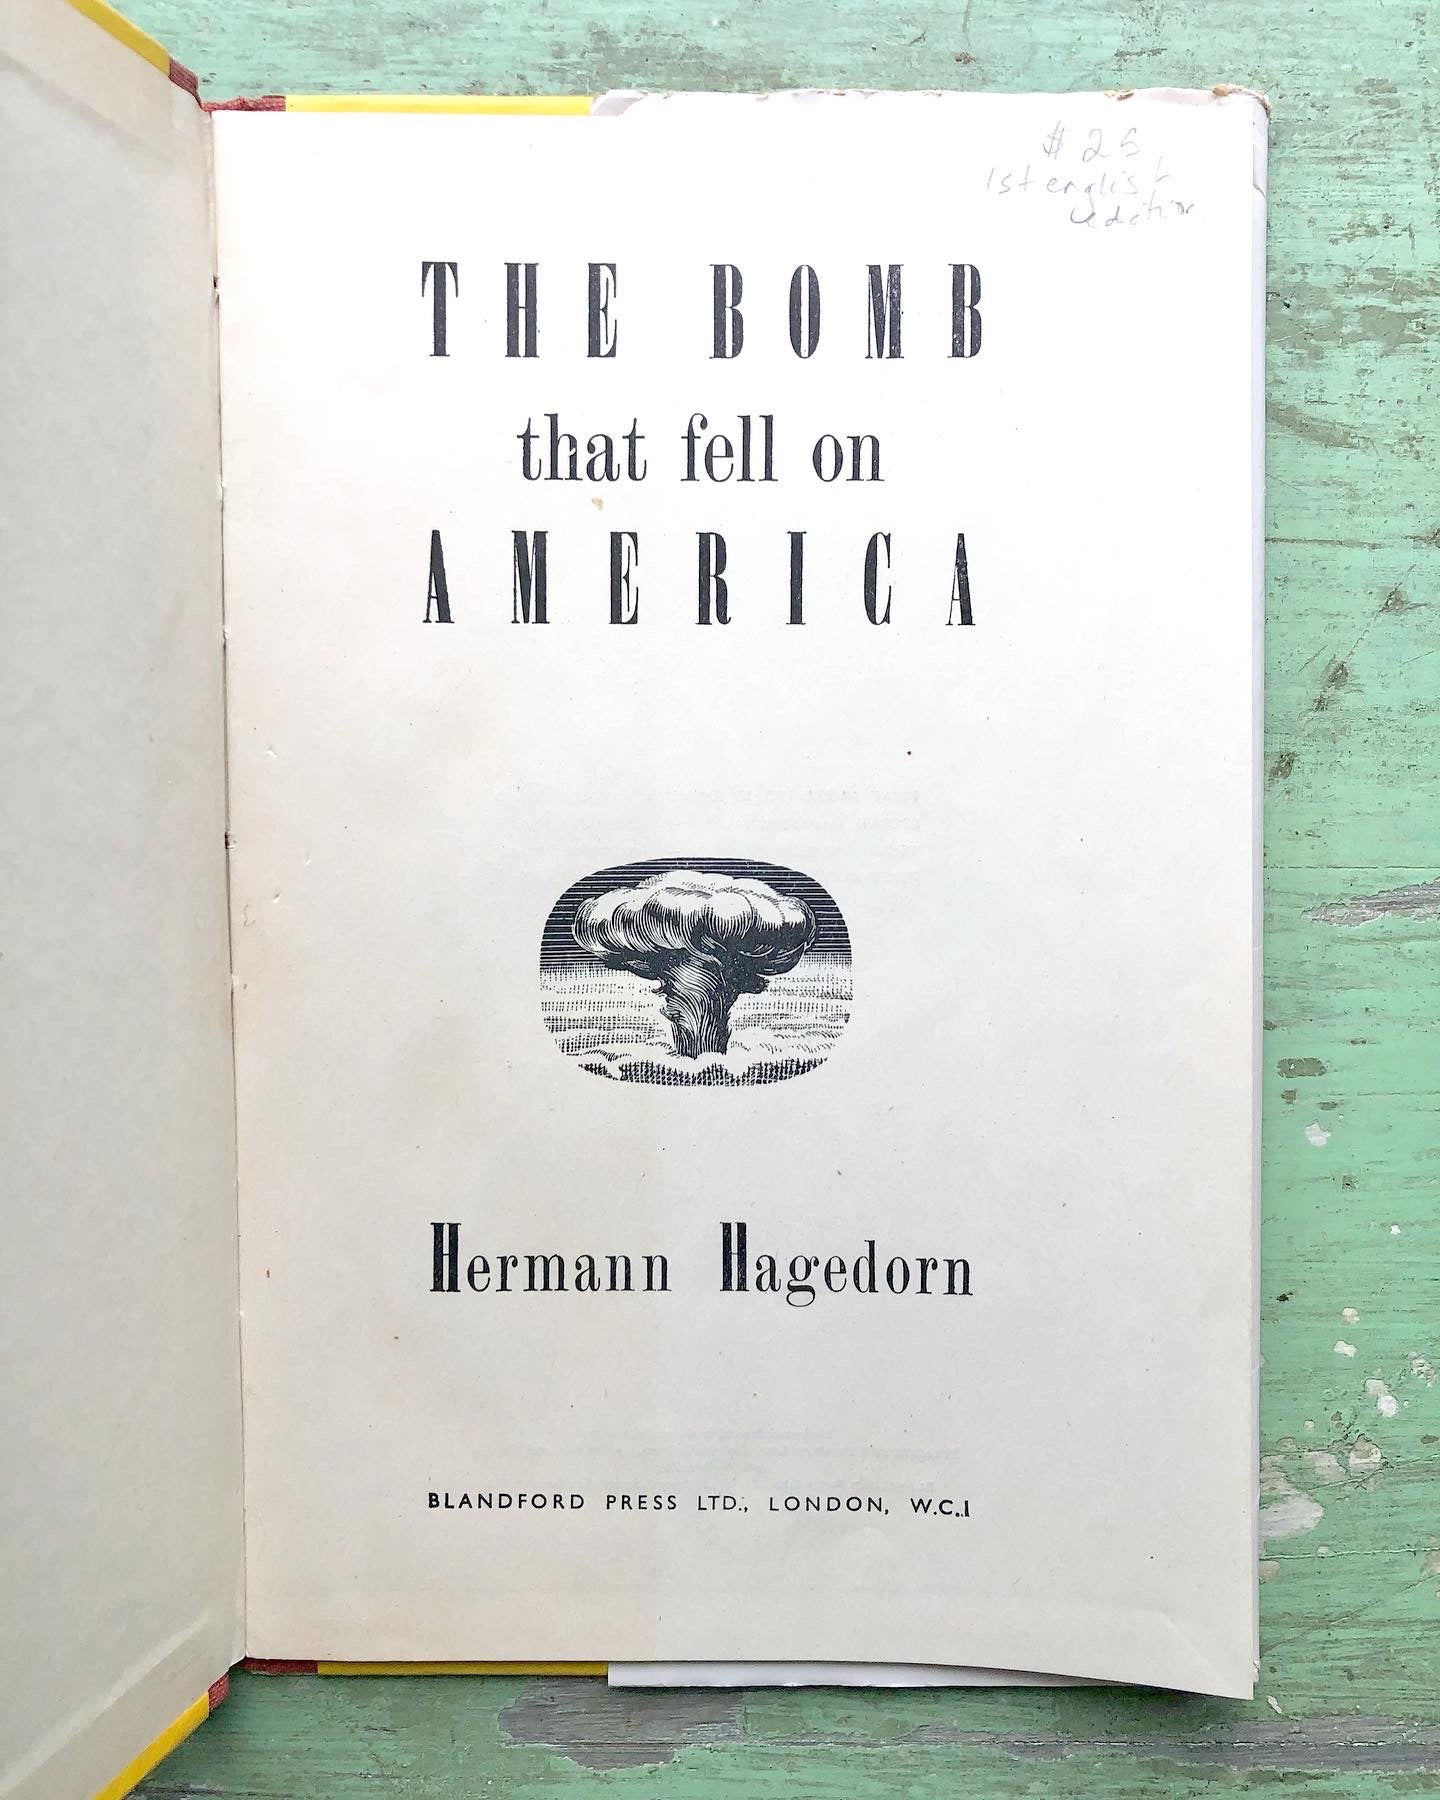 $ 25
1st english
edition
THE BOMB
that fell on
AMERICA
Hermann Hagedorn
BLANDFORD PRESS LTD., LONDON, W.C.1